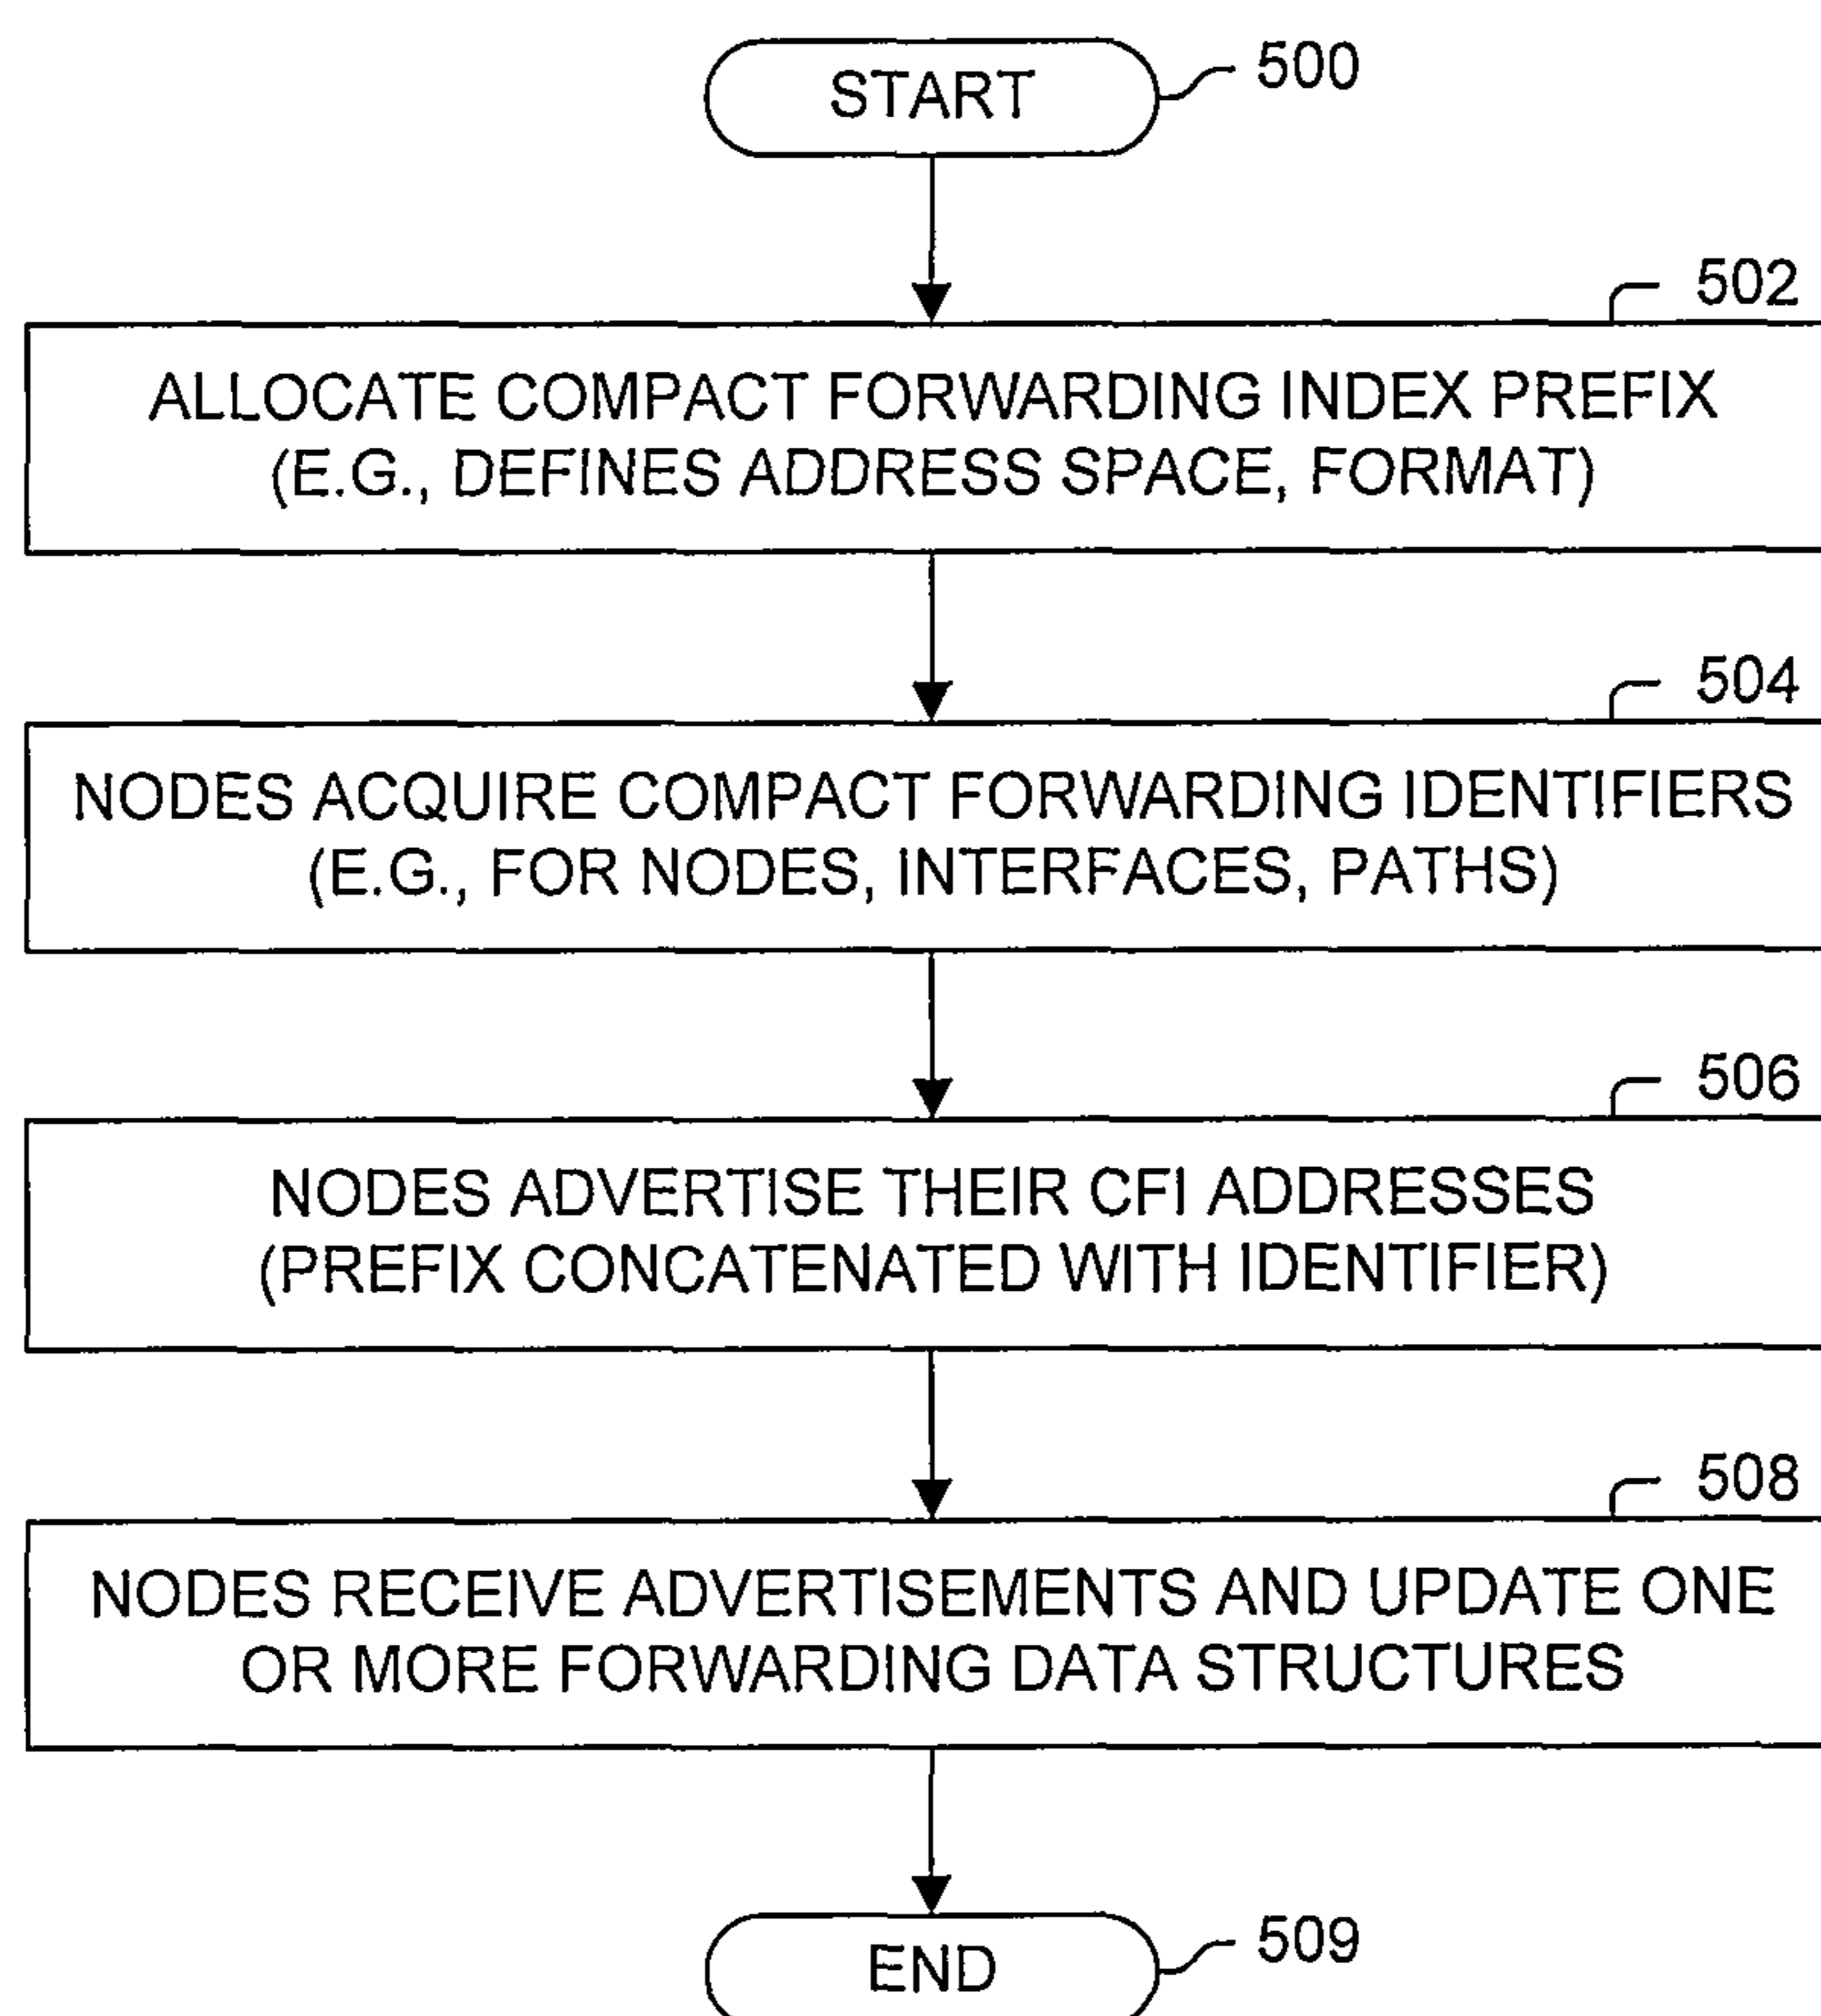 START
500
502
ALLOCATE COMPACT FORWARDING INDEX PREFIX
(E.G., DEFINES ADDRESS SPACE, FORMAT)
504
NODES ACQUIRE COMPACT FORWARDING IDENTIFIERS
(E.G., FOR NODES, INTERFACES, PATHS)
506
NODES ADVERTISE THEIR CFI ADDRESSES
(PREFIX CONCATENATED WITH IDENTIFIER)
508
NODES RECEIVE ADVERTISEMENTS AND UPDATE ONE
OR MORE FORWARDING DATA STRUCTURES
END
509